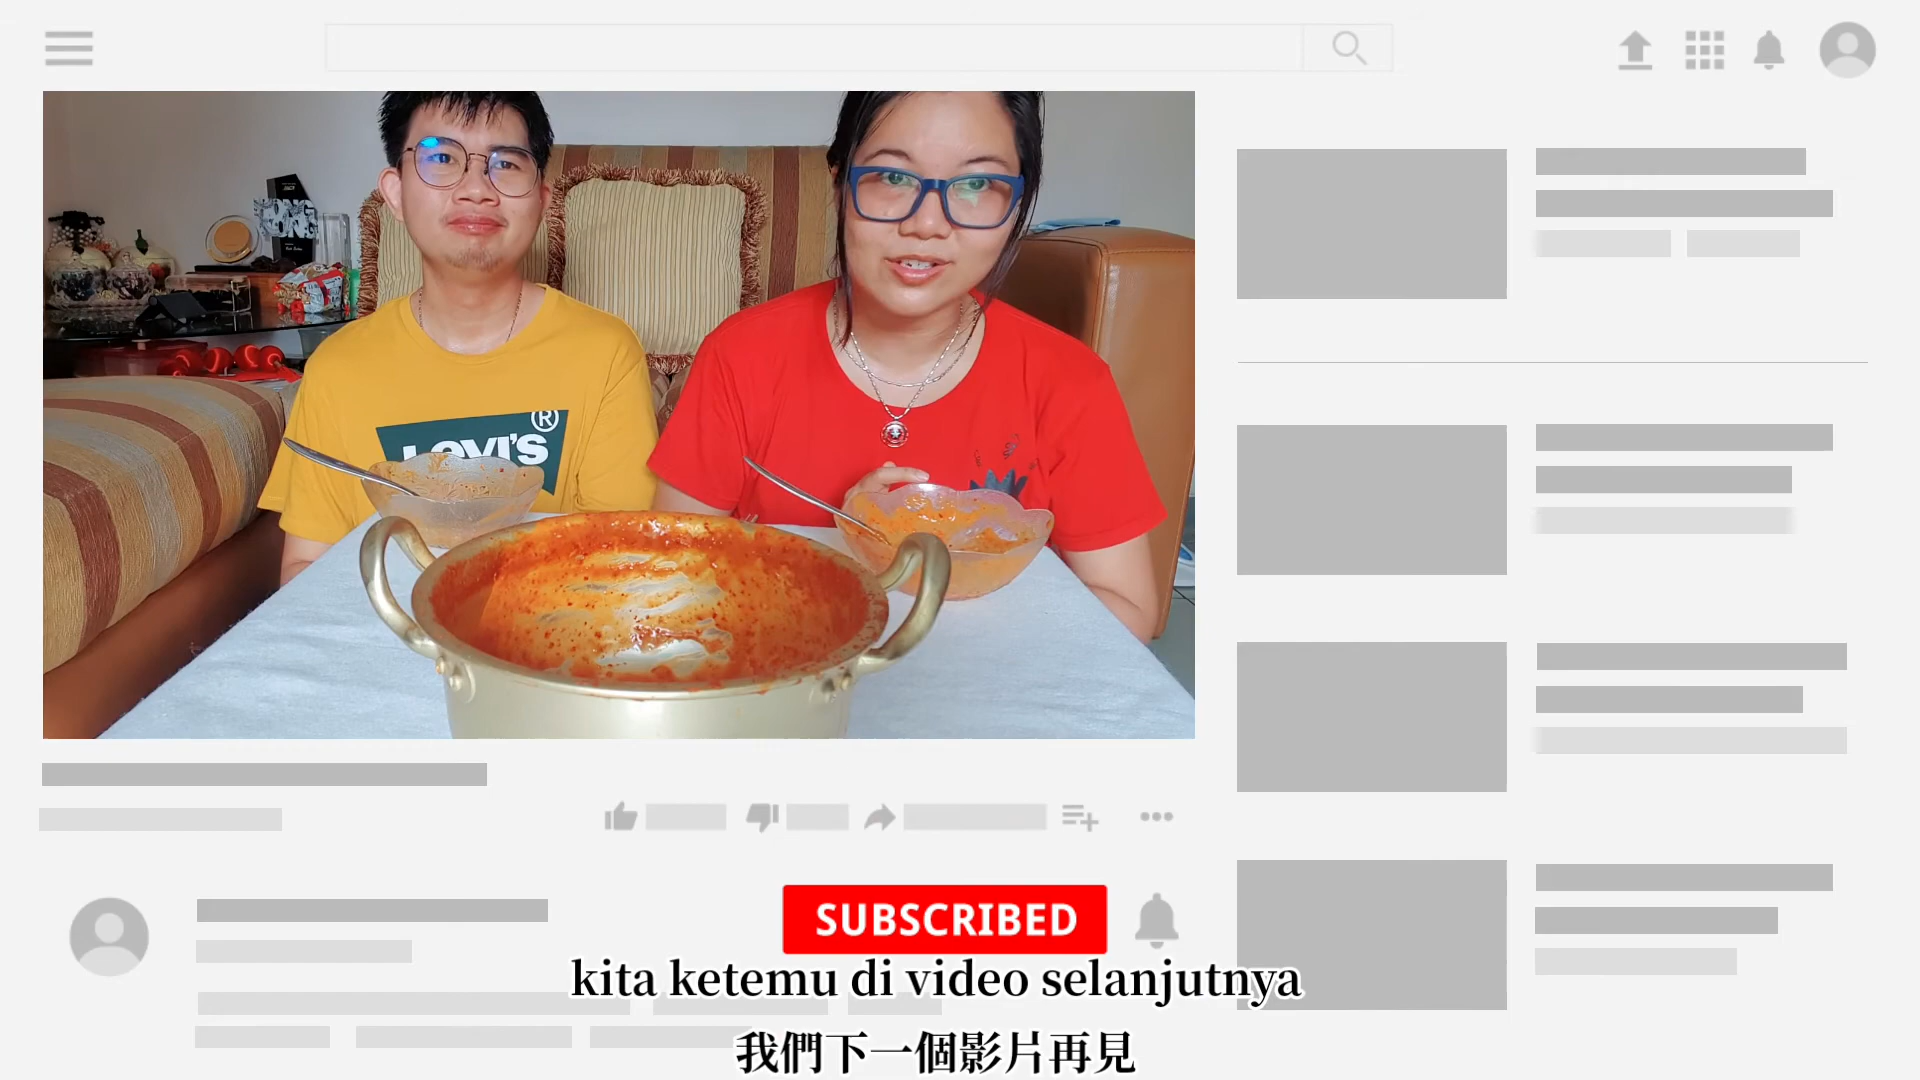 LEVI'S®
SUBSCRIBED
kita ketemu di video selanjutnya
我們下一個影片再見